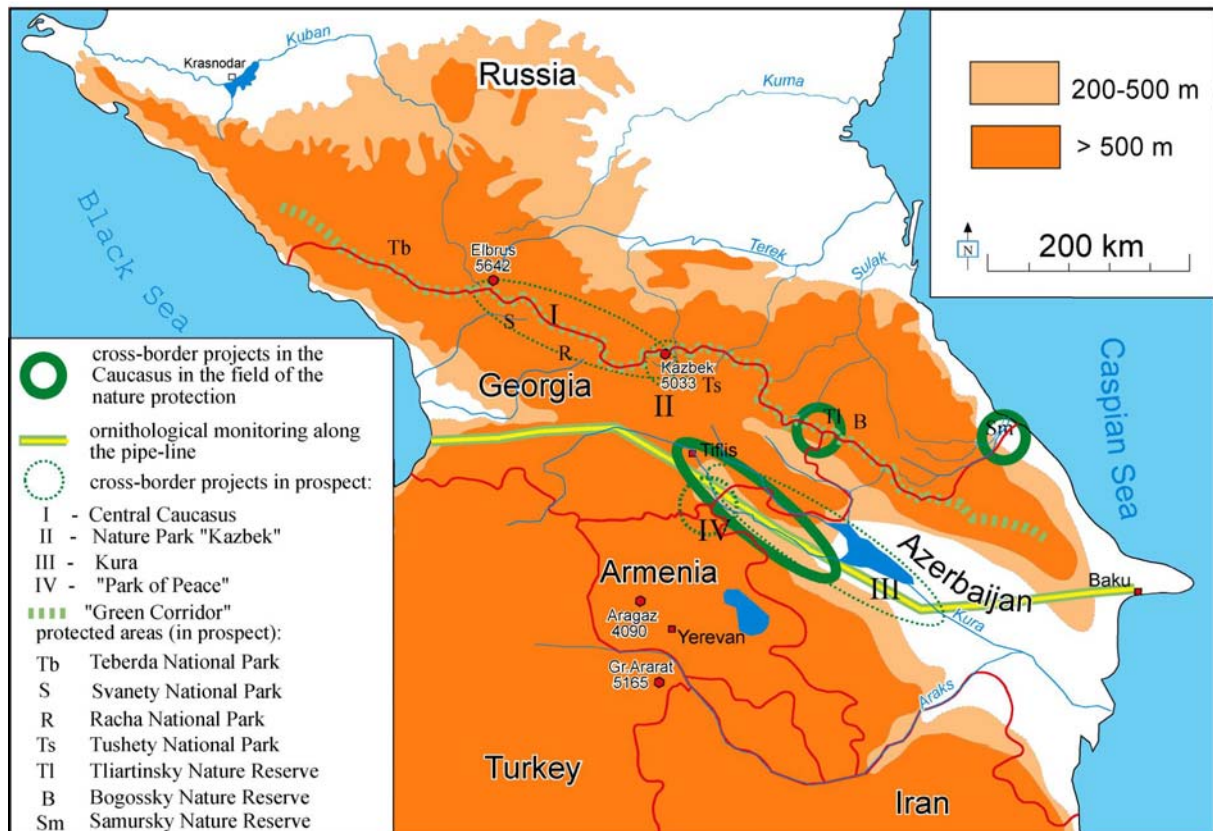 Krasnodar
Kuban
Russia
Kuma
200-500 m
> 500 m
N
200 km
Black Sea
Tb
Elbrus
5642
Terek
Sulak
I
S
R
Kazbek
5033
Georgia
II
Ts
Tl
B
Sm
Caspian Sea
Tiflis
IV
Armenia
III
Azerbaijan
Baku
Kura
Aragaz
4090
Yerevan
Gr.Ararat
5165
Araks
Turkey
Iran
cross-border projects in the
Caucasus in the field of the
nature protection
ornithological monitoring along
the pipe-line
cross-border projects in prospect:
I - Central Caucasus
II - Nature Park "Kazbek"
III - Kura
IV - "Park of Peace"
"Green Corridor"
protected areas (in prospect):
Tb Teberda National Park
S Svanety National Park
R Racha National Park
Ts Tushety National Park
Tl Tliartinsky Nature Reserve
B Bogossky Nature Reserve
Sm Samursky Nature Reserve